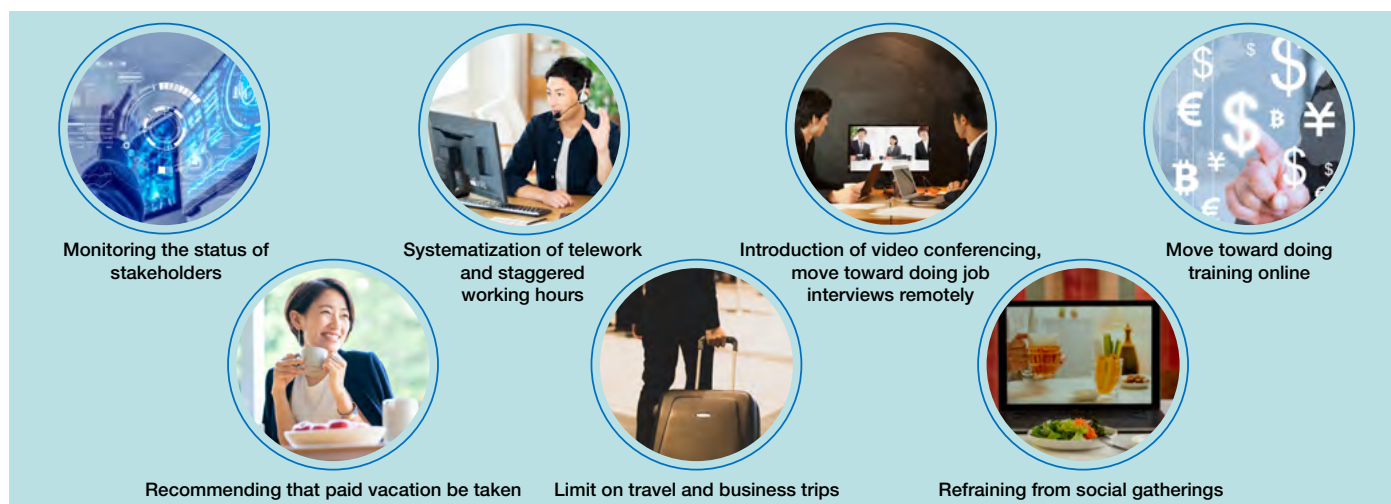 Monitoring the status of
stakeholders
Systematization of telework
and staggered
working hours
Introduction of video conferencing,
move toward doing job
interviews remotely
Move toward doing
training online
$
$
$
€
$
₿
¥
₿
¥
$
$
€
€
Recommending that paid vacation be taken
Limit on travel and business trips
Refraining from social gatherings